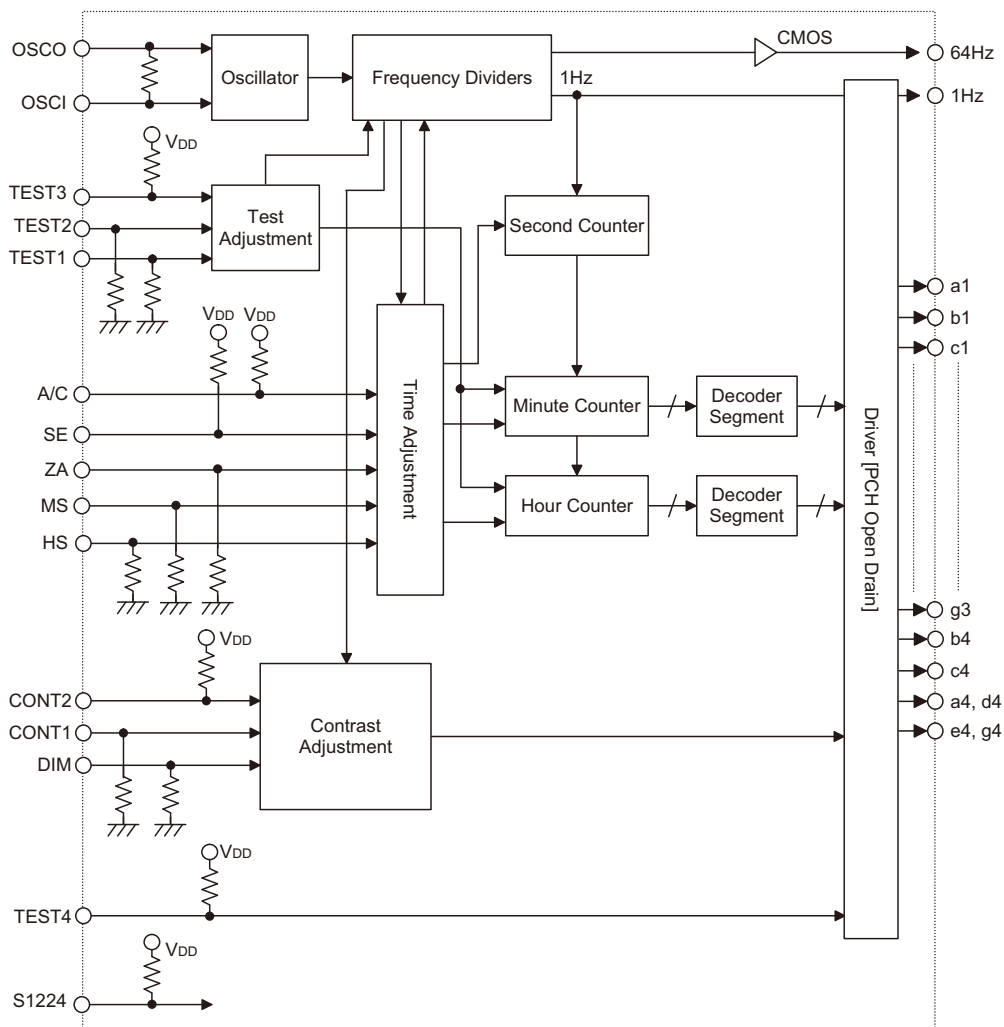 OSCO
OSCI
Oscillator
Frequency Dividers
CMOS
64Hz
1Hz
1Hz
VDD
TEST3
TEST2
TEST1
Test
Adjustment
Second Counter
a1
b1
c1
VDD
VDD
A/C
SE
ZA
MS
HS
Time Adjustment
Minute Counter
Decoder
Segment
Hour Counter
Decoder
Segment
Driver [PCH Open Drain]
g3
b4
c4
a4, d4
e4, g4
VDD
CONT2
CONT1
DIM
Contrast
Adjustment
VDD
TEST4
VDD
S1224